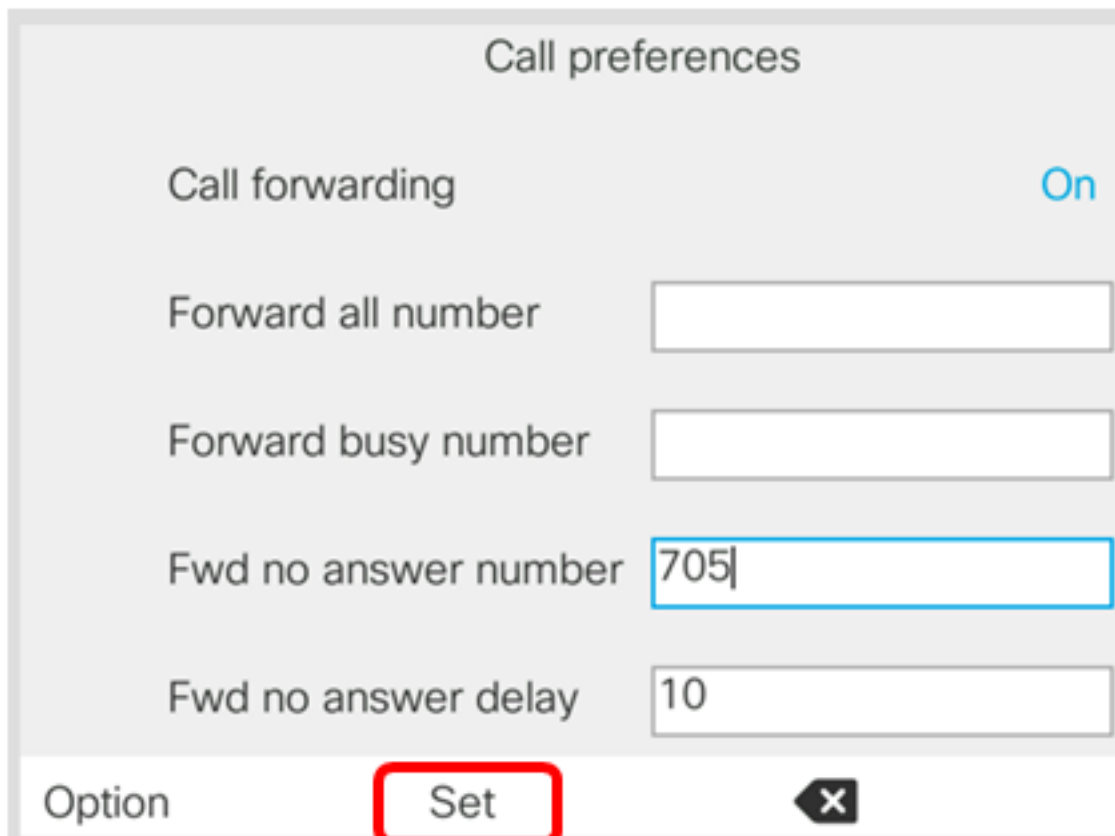 Call preferences
Call forwarding On
Forward all number
Forward busy number
Fwd no answer number 705
Fwd no answer delay 10
Option Set